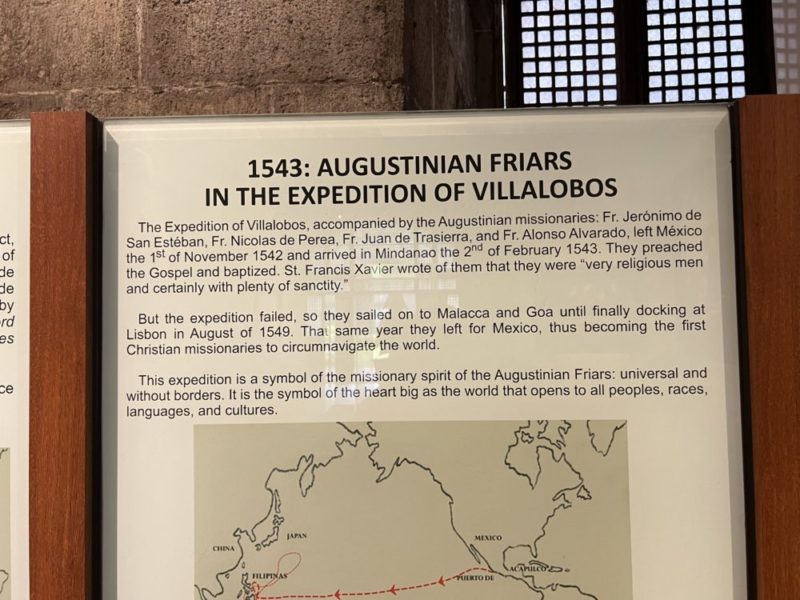 1543: AUGUSTINIAN FRIARS
IN THE EXPEDITION OF VILLALOBOS
The Expedition of Villalobos, accompanied by the Augustinian missionaries: Fr. Jerónimo de
San Estéban, Fr. Nicolas de Perea, Fr. Juan de Trasierra, and Fr. Alonso Alvarado, left México
the 1st of November 1542 and arrived in Mindanao the 2nd of February 1543. They preached
the Gospel and baptized. St. Francis Xavier wrote of them that they were “very religious men
and certainly with plenty of sanctity.”
But the expedition failed, so they sailed on to Malacca and Goa until finally docking at
Lisbon in August of 1549. That same year they left for Mexico, thus becoming the first
Christian missionaries to circumnavigate the world.
This expedition is a symbol of the missionary spirit of the Augustinian Friars: universal and
without borders. It is the symbol of the heart big as the world that opens to all peoples, races,
languages, and cultures.
JAPAN
MEXICO
CHINA
ACAPULCO
FILIPINAS
PUERTO DE